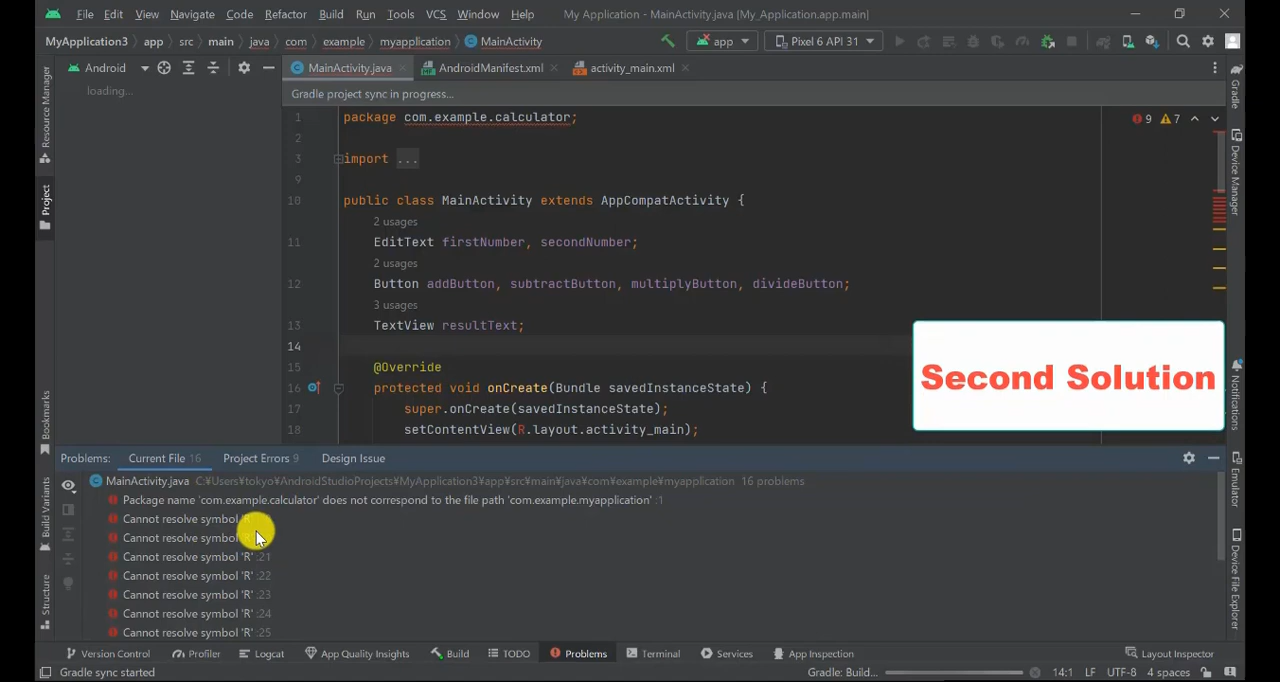 File Edit View Navigate Code Refactor Build Run Tools VCS Window Help My Application - MainActivity.java [My_Application.app.main]
MyApplication3 app src main java com example myapplication MainActivity app Pixel 6 API 31
Android MainActivity.java AndroidManifest.xml activity_main.xml
loading...
Gradle project sync in progress...
1 package com.example.calculator; 9 7
2
3 import ...
9
10 public class MainActivity extends AppCompatActivity {
2 usages
11 EditText firstNumber, secondNumber;
2 usages
12 Button addButton, subtractButton, multiplyButton, divideButton;
3 usages
13 TextView resultText;
14
15 @Override
16 protected void onCreate(Bundle savedInstanceState) {
17 super.onCreate(savedInstanceState);
18 setContentView(R.layout.activity_main);
Second Solution
Resource Manager
Project
Bookmarks
Build Variants
Structure
Gradle
Device Manager
Notifications
Emulator
Device File Explorer
Problems: Current File 16 Project Errors 9 Design Issue
MainActivity.java C:¥Users¥tokyo¥AndroidStudioProjects¥MyApplication3¥app¥src¥main¥java¥com¥example¥myapplication 16 problems
Package name 'com.example.calculator' does not correspond to the file path 'com.example.myapplication' :1
Cannot resolve symbol
Cannot resolve symbol
Cannot resolve symbol 'R' :21
Cannot resolve symbol 'R' :22
Cannot resolve symbol 'R' :23
Cannot resolve symbol 'R' :24
Cannot resolve symbol 'R' :25
Version Control Profiler Logcat App Quality Insights Build TODO Problems Terminal Services App Inspection Layout Inspector
Gradle sync started Gradle: Build... 14:1 LF UTF-8 4 spaces